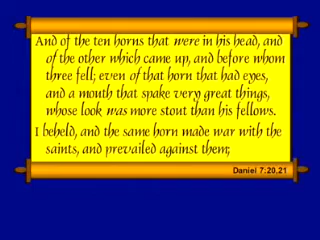 And of the ten horns that were in his head, and
of the other which came up, and before whom
three fell; even of that horn that had eyes,
and a mouth that spake very great things,
whose look was more stout than his fellows.
I beheld, and the same horn made war with the
saints, and prevailed against them;
Daniel 7:20,21